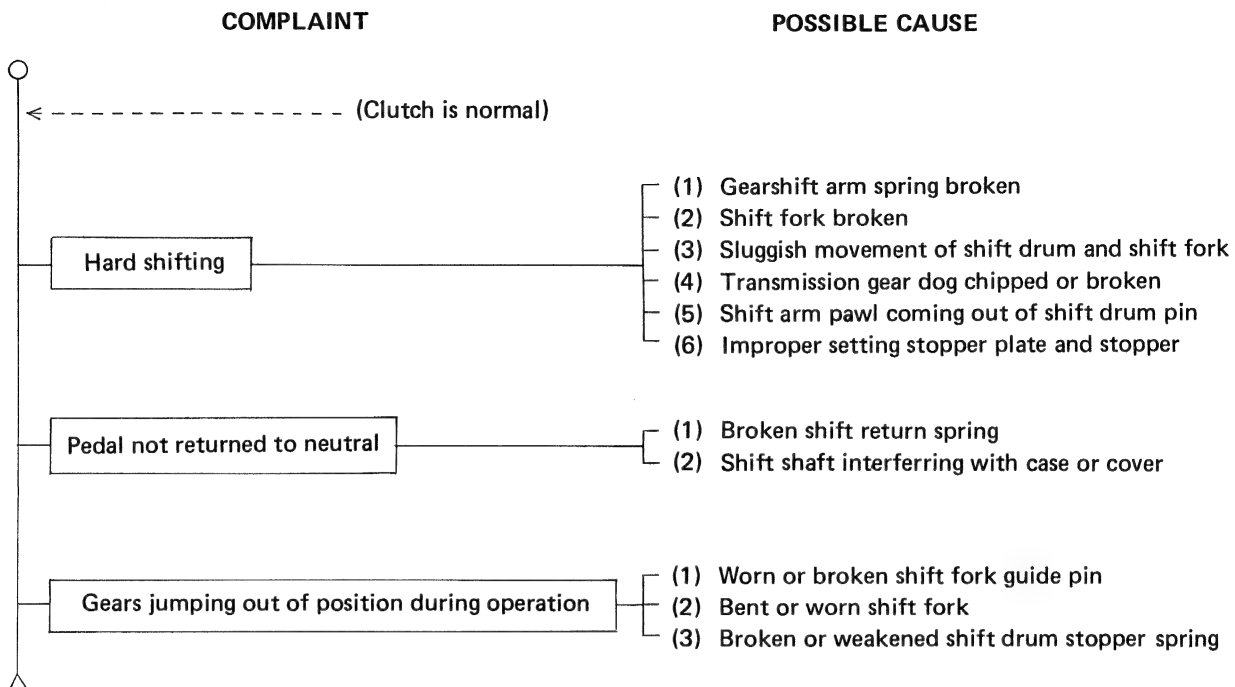 COMPLAINT POSSIBLE CAUSE
(Clutch is normal)
Hard shifting
(1) Gearshift arm spring broken
(2) Shift fork broken
(3) Sluggish movement of shift drum and shift fork
(4) Transmission gear dog chipped or broken
(5) Shift arm pawl coming out of shift drum pin
(6) Improper setting stopper plate and stopper
Pedal not returned to neutral
(1) Broken shift return spring
(2) Shift shaft interferring with case or cover
Gears jumping out of position during operation
(1) Worn or broken shift fork guide pin
(2) Bent or worn shift fork
(3) Broken or weakened shift drum stopper spring